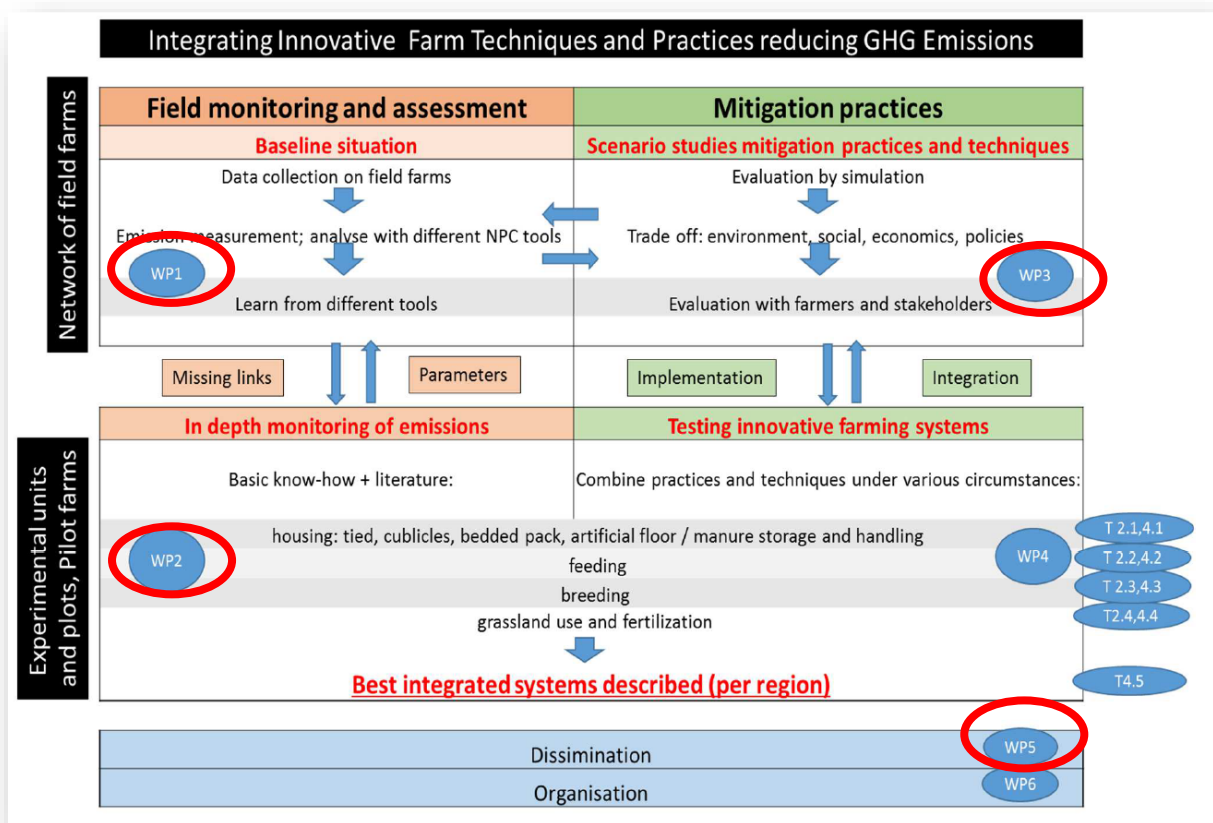 Integrating Innovative Farm Techniques and Practices reducing GHG Emissions
Network of field farms
Field monitoring and assessment
Mitigation practices
Baseline situation
Scenario studies mitigation practices and techniques
Data collection on field farms
Evaluation by simulation
Emission measurement; analyse with different NPC tools
Trade off: environment, social, economics, policies
WP1
WP3
Learn from different tools
Evaluation with farmers and stakeholders
Missing links
Parameters
Implementation
Integration
Experimental units
and plots, Pilot farms
In depth monitoring of emissions
Testing innovative farming systems
Basic know-how + literature:
Combine practices and techniques under various circumstances:
housing: tied, cublicles, bedded pack, artificial floor / manure storage and handling
T 2.1,4.1
WP2
feeding
WP4
T 2.2,4.2
breeding
T 2.3,4.3
grassland use and fertilization
T2.4,4.4
Best integrated systems described (per region)
T4.5
Dissimination
WP5
Organisation
WP6